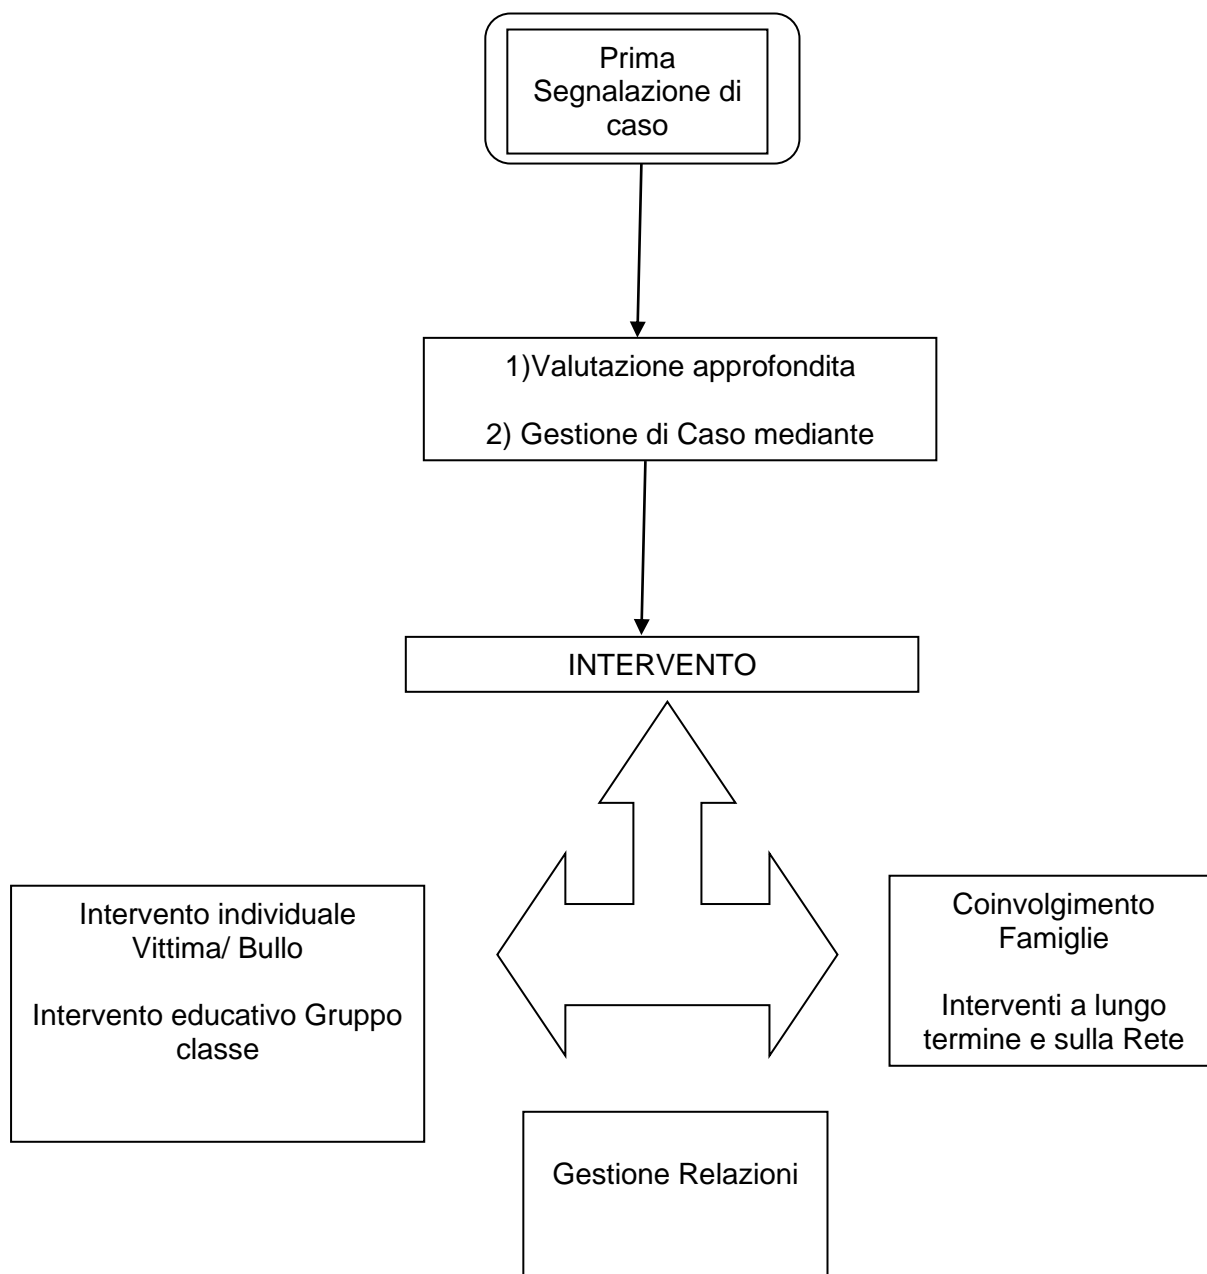 Prima
Segnalazione di
caso
1)Valutazione approfondita
2) Gestione di Caso mediante
INTERVENTO
Intervento individuale
Vittima/ Bullo
Intervento educativo Gruppo
classe
Coinvolgimento
Famiglie
Interventi a lungo
termine e sulla Rete
Gestione Relazioni